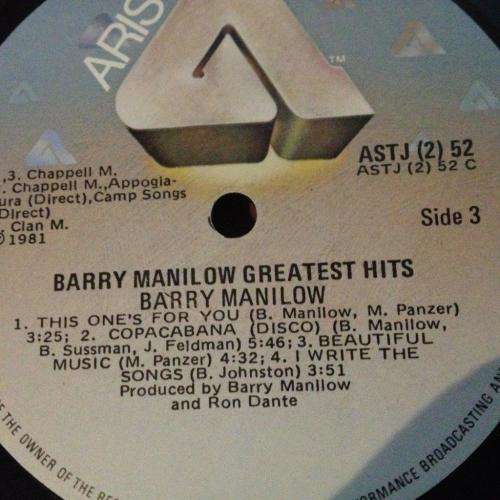 ARIS
TM
ASTJ (2) 52
ASTJ (2) 52 C
,3. Chappell M.
. Chappell M.,Appogia-
ura (Direct),Camp Songs
Direct)
, Clan M.
℗ 1981
Side 3
BARRY MANILOW GREATEST HITS
BARRY MANILOW
1. THIS ONE'S FOR YOU (B. Manilow, M. Panzer)
3:25; 2. COPACABANA (DISCO) (B. Manilow,
B. Sussman, J. Feldman) 5:46; 3. BEAUTIFUL
MUSIC (M. Panzer) 4:32; 4. I WRITE THE
SONGS (B. Johnston) 3:51
Produced by Barry Manilow
and Ron Dante
THE OWNER OF THE
FORMANCE BROADCASTING AN